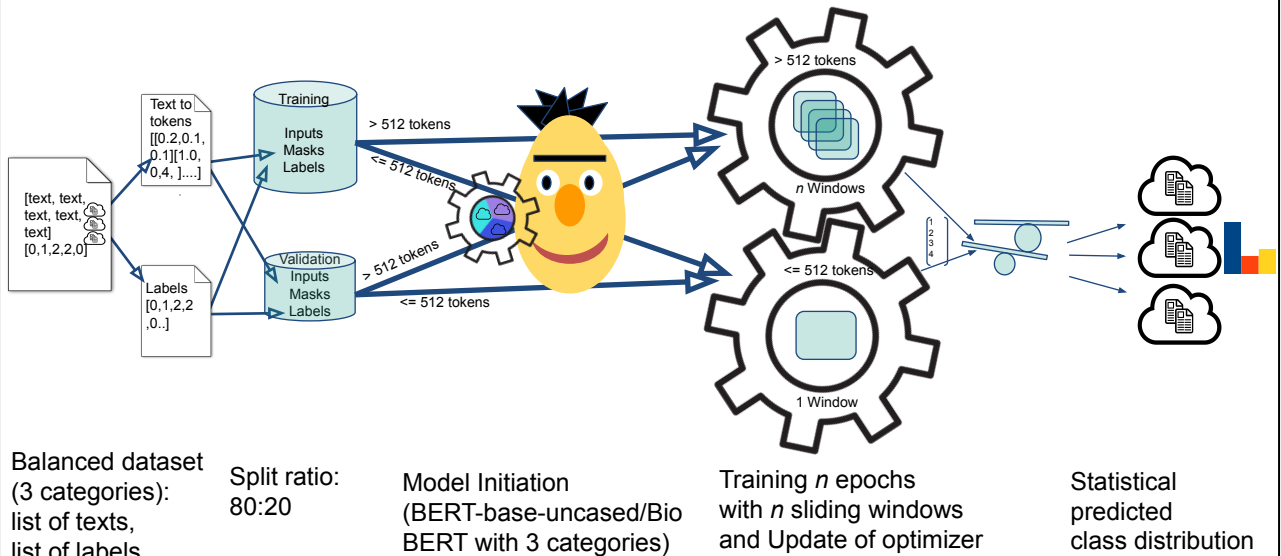 [text, text,
text, text,
text]
[0,1,2,2,0]
Text to
tokens
[[0.2,0.1,
0.1][1.0,
0,4, ]....]
.
Labels
[0,1,2,2
,0..]
Training
Inputs
Masks
Labels
Validation
Inputs
Masks
Labels
> 512 tokens
<= 512 tokens
> 512 tokens
<= 512 tokens
> 512 tokens
n Windows
<= 512 tokens
1 Window
1
2
3
4
Balanced dataset
(3 categories):
list of texts,
list of labels
Split ratio:
80:20
Model Initiation
(BERT-base-uncased/Bio
BERT with 3 categories)
Training n epochs
with n sliding windows
and Update of optimizer
Statistical
predicted
class distribution